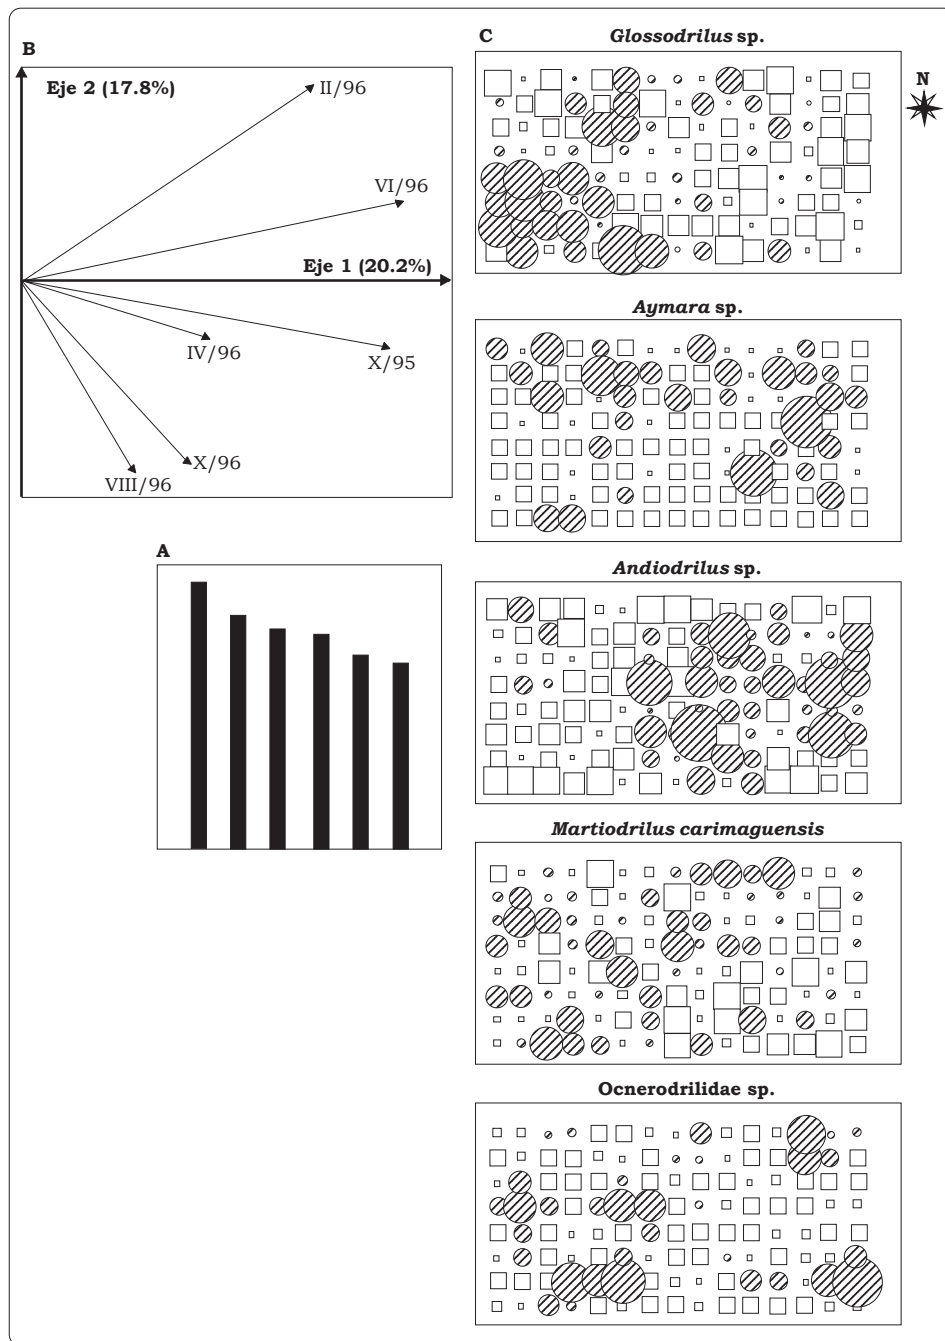 B
Eje 2 (17.8%)
II/96
VI/96
Eje 1 (20.2%)
IV/96
X/95
X/96
VIII/96
A
C
Glossodrilus sp.
N
Aymara sp.
Andiodrilus sp.
Martiodrilus carimaguensis
Ocnerodrilidae sp.